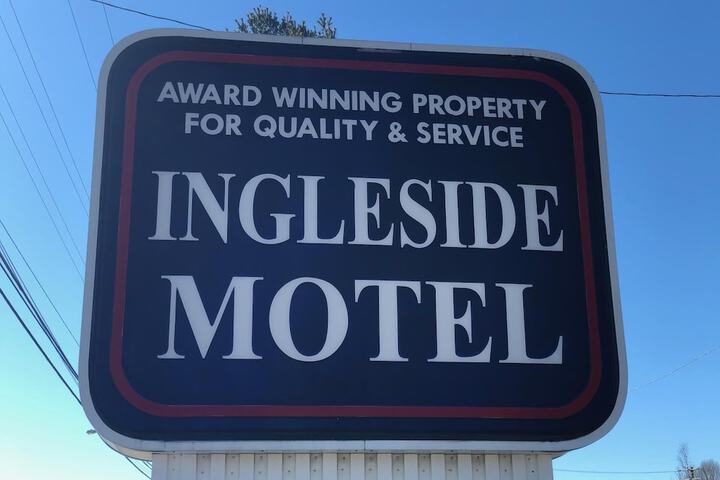 AWARD WINNING PROPERTY
FOR QUALITY & SERVICE
INGLESIDE
MOTEL